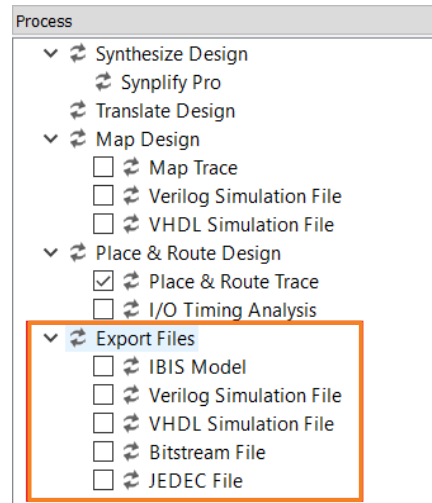 Process
Synthesize Design
Synplify Pro
Translate Design
Map Design
Map Trace
Verilog Simulation File
VHDL Simulation File
Place & Route Design
Place & Route Trace
I/O Timing Analysis
Export Files
IBIS Model
Verilog Simulation File
VHDL Simulation File
Bitstream File
JEDEC File